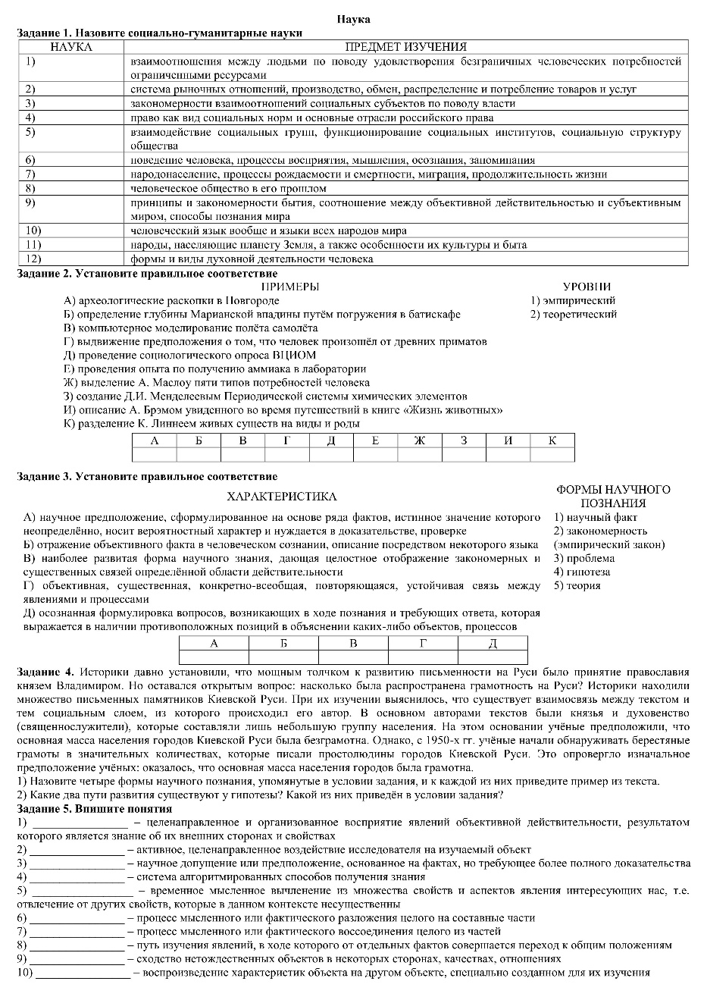 Наука
Задание 1. Назовите социально-гуманитарные науки
НАУКА ПРЕДМЕТ ИЗУЧЕНИЯ
1) взаимоотношения между людьми по поводу удовлетворения безграничных человеческих потребностей
ограниченными ресурсами
2) система рыночных отношений, производство, обмен, распределение и потребление товаров и услуг
3) закономерности взаимоотношений социальных субъектов по поводу власти
4) право как вид социальных норм и основные отрасли российского права
5) взаимодействие социальных групп, функционирование социальных институтов, социальную структуру
общества
6) поведение человека, процессы восприятия, мышления, осознания, запоминания
7) народонаселение, процессы рождаемости и смертности, миграция, продолжительность жизни
8) человеческое общество в его прошлом
9) принципы и закономерности бытия, соотношение между объективной действительностью и субъективным
миром, способы познания мира
10) человеческий язык вообще и языки всех народов мира
11) народы, населяющие планету Земля, а также особенности их культуры и быта
12) формы и виды духовной деятельности человека
Задание 2. Установите правильное соответствие
ПРИМЕРЫ УРОВНИ
А) археологические раскопки в Новгороде 1) эмпирический
Б) определение глубины Марианской впадины путём погружения в батискафе 2) теоретический
В) компьютерное моделирование полёта самолёта
Г) выдвижение предположения о том, что человек произошёл от древних приматов
Д) проведение социологического опроса ВЦИОМ
Е) проведения опыта по получению аммиака в лаборатории
Ж) выделение А. Маслоу пяти типов потребностей человека
З) создание Д.И. Менделеевым Периодической системы химических элементов
И) описание А. Брэмом увиденного во время путешествий в книге «Жизнь животных»
К) разделение К. Линнеем живых существ на виды и роды
А Б В Г Д Е Ж З И К
Задание 3. Установите правильное соответствие
ХАРАКТЕРИСТИКА ФОРМЫ НАУЧНОГО
ПОЗНАНИЯ
А) научное предположение, сформулированное на основе ряда фактов, истинное значение которого 1) научный факт
неопределённо, носит вероятностный характер и нуждается в доказательстве, проверке 2) закономерность
Б) отражение объективного факта в человеческом сознании, описание посредством некоторого языка (эмпирический закон)
В) наиболее развитая форма научного знания, дающая целостное отображение закономерных и 3) проблема
существенных связей определённой области действительности 4) гипотеза
Г) объективная, существенная, конкретно-всеобщая, повторяющаяся, устойчивая связь между 5) теория
явлениями и процессами
Д) осознанная формулировка вопросов, возникающих в ходе познания и требующих ответа, которая
выражается в наличии противоположных позиций в объяснении каких-либо объектов, процессов
А Б В Г Д
Задание 4. Историки давно установили, что мощным толчком к развитию письменности на Руси было принятие православия
князем Владимиром. Но оставался открытым вопрос: насколько была распространена грамотность на Руси? Историки находили
множество письменных памятников Киевской Руси. При их изучении выяснилось, что существует взаимосвязь между текстом и
тем социальным слоем, из которого происходил его автор. В основном авторами текстов были князья и духовенство
(священнослужители), которые составляли лишь небольшую группу населения. На этом основании учёные предположили, что
основная масса населения городов Киевской Руси была безграмотна. Однако, с 1950-х гг. учёные начали обнаруживать берестяные
грамоты в значительных количествах, которые писали простолюдины городов Киевской Руси. Это опровергло изначальное
предположение учёных: оказалось, что основная масса населения городов была грамотна.
1) Назовите четыре формы научного познания, упомянутые в условии задания, и к каждой из них приведите пример из текста.
2) Какие два пути развития существуют у гипотезы? Какой из них приведён в условии задания?
Задание 5. Впишите понятия
1) _________________ – целенаправленное и организованное восприятие явлений объективной действительности, результатом
которого является знание об их внешних сторонах и свойствах
2) _________________ – активное, целенаправленное воздействие исследователя на изучаемый объект
3) _________________ – научное допущение или предположение, основанное на фактах, но требующее более полного доказательства
4) _________________ – система алгоритмированных способов получения знания
5) _________________ – временное мысленное вычленение из множества свойств и аспектов явления интересующих нас, т.е.
отвлечение от других свойств, которые в данном контексте несущественны
6) _________________ – процесс мысленного или фактического разложения целого на составные части
7) _________________ – процесс мысленного или фактического воссоединения целого из частей
8) _________________ – путь изучения явлений, в ходе которого от отдельных фактов совершается переход к общим положениям
9) _________________ – сходство нетождественных объектов в некоторых сторонах, качествах, отношениях
10) _________________ – воспроизведение характеристик объекта на другом объекте, специально созданном для их изучения